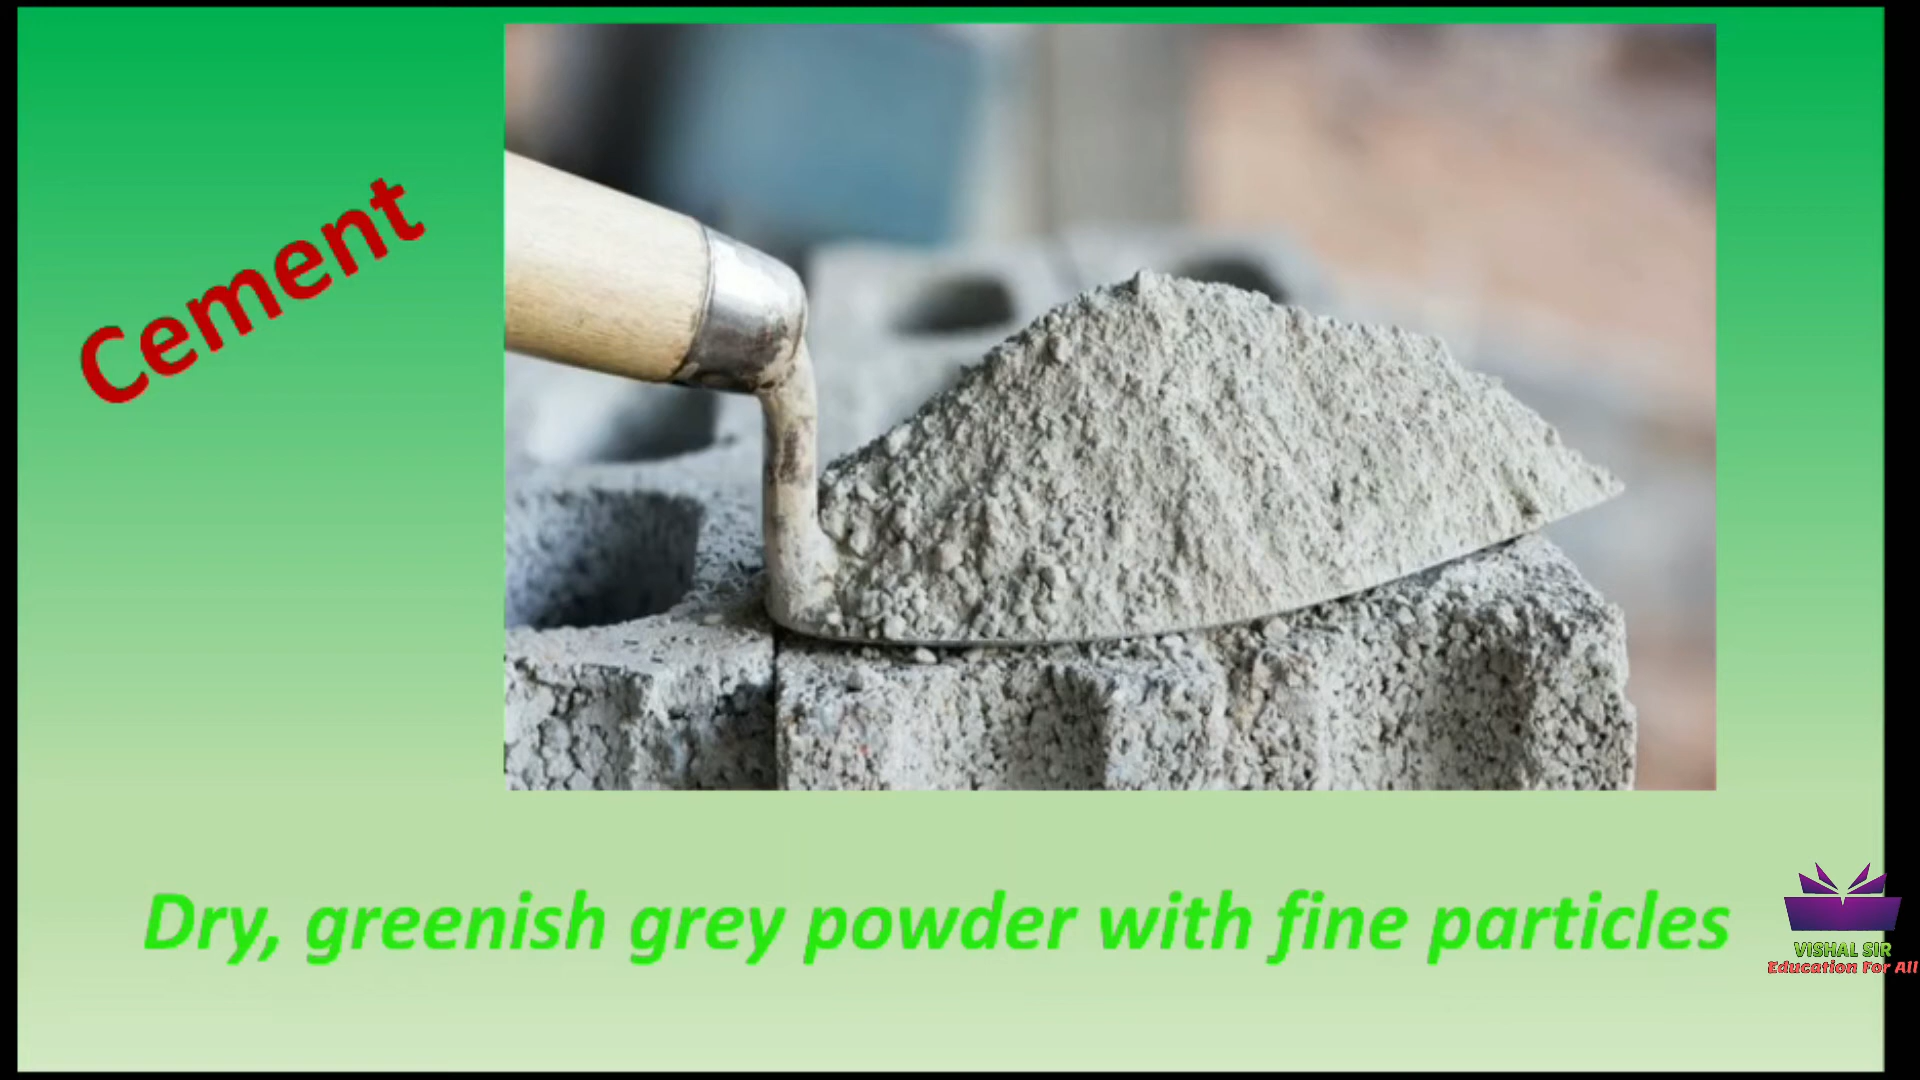 Cement
Dry, greenish grey powder with fine particles
VISHAL SIR
Education For All